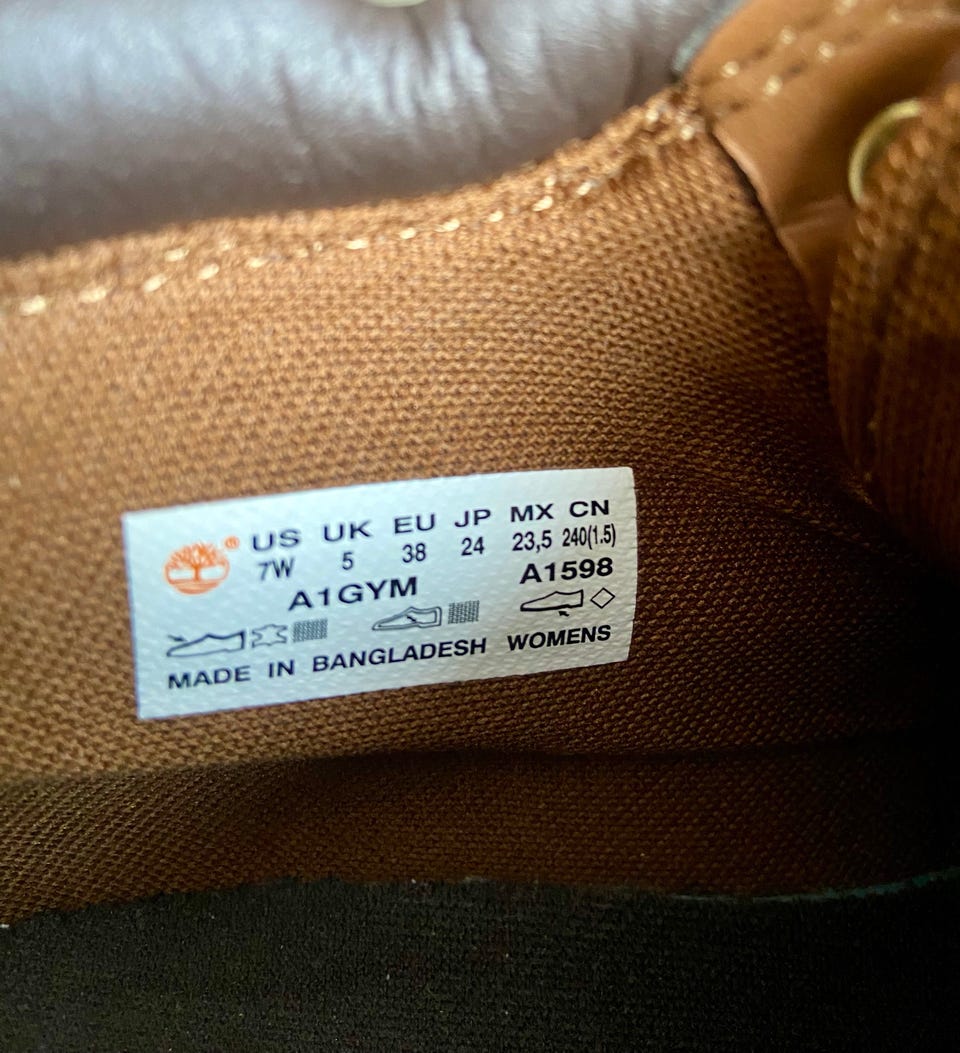 ® US UK EU JP MX CN
7W 5 38 24 23,5 240(1.5)
A1GYM A1598
MADE IN BANGLADESH WOMENS